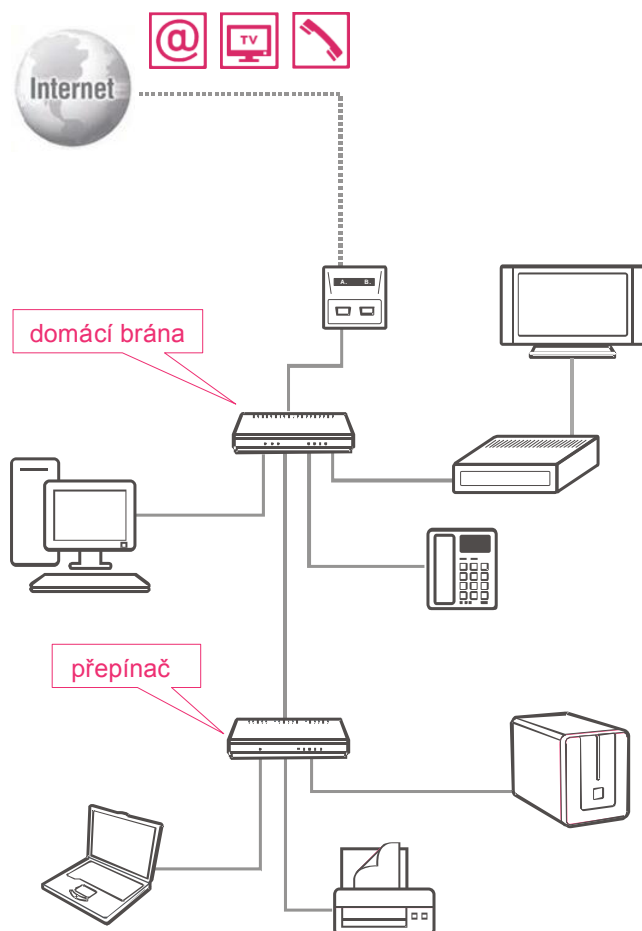 @
TV
Internet
A. B.
domácí brána
přepínač